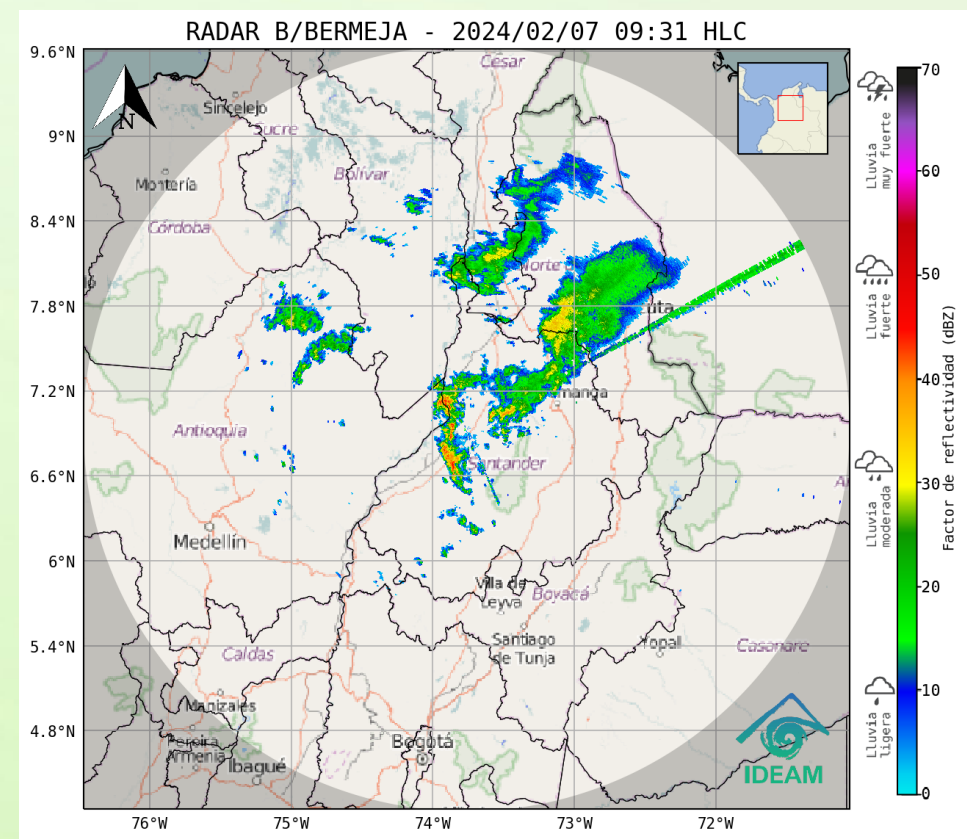 RADAR B/BERMEJA - 2024/02/07 09:31 HLC
9.6°N
9°N
8.4°N
7.8°N
7.2°N
6.6°N
6°N
5.4°N
4.8°N
76°W
75°W
74°W
73°W
72°W
N
César
Sincelejo
Sucre
Montería
Bolívar
Córdoba
Norte
uta
manga
Antioquia
Santander
Medellín
Villa de
Leyva
Boyacá
Santiago
de Tunja
Yopal
Casanare
Caldas
Manizales
Pereira
Armenia
Ibagué
Bogotá
IDEAM
70
60
50
40
30
20
10
0
Lluvia
muy fuerte
Lluvia
fuerte
Lluvia
moderada
Lluvia
ligera
Factor de reflectividad (dBZ)